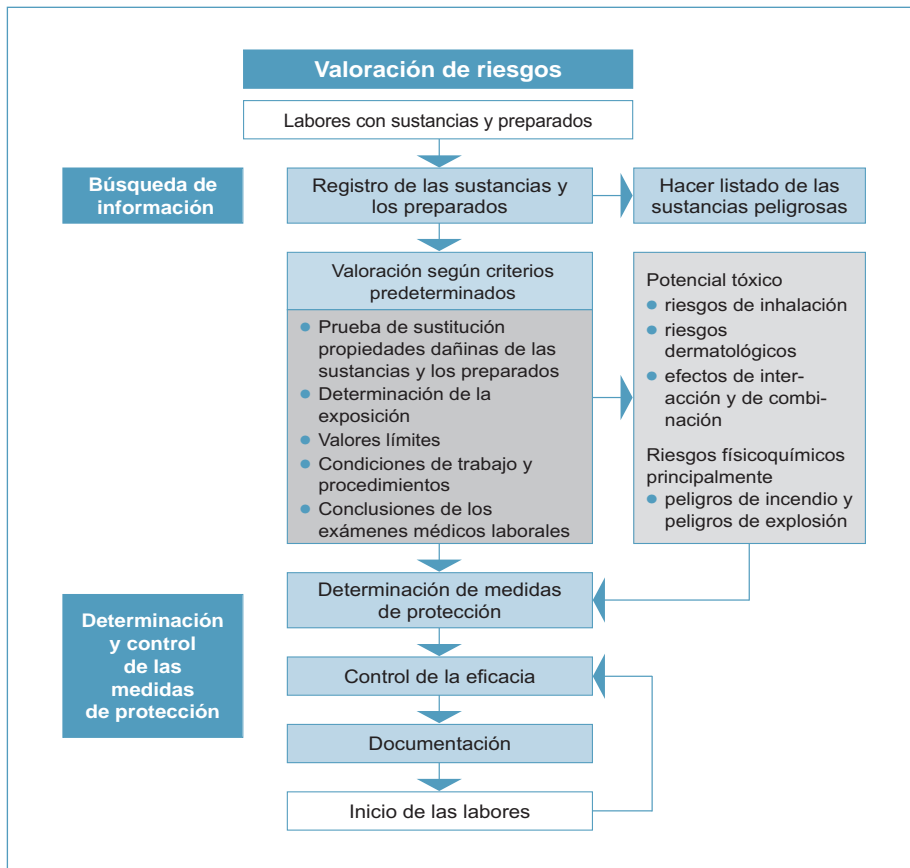 Valoración de riesgos
Labores con sustancias y preparados
Búsqueda de
información
Registro de las sustancias y
los preparados
Hacer listado de las
sustancias peligrosas
Valoración según criterios
predeterminados
● Prueba de sustitución
propiedades dañinas de las
sustancias y los preparados
● Determinación de la
exposición
● Valores límites
● Condiciones de trabajo y
procedimientos
● Conclusiones de los
exámenes médicos laborales
Potencial tóxico
● riesgos de inhalación
● riesgos
dermatológicos
● efectos de inter-
acción y de combi-
nación
Riesgos físicoquímicos
principalmente
● peligros de incendio y
peligros de explosión
Determinación
y control
de las
medidas
de protección
Determinación de medidas
de protección
Control de la eficacia
Documentación
Inicio de las labores